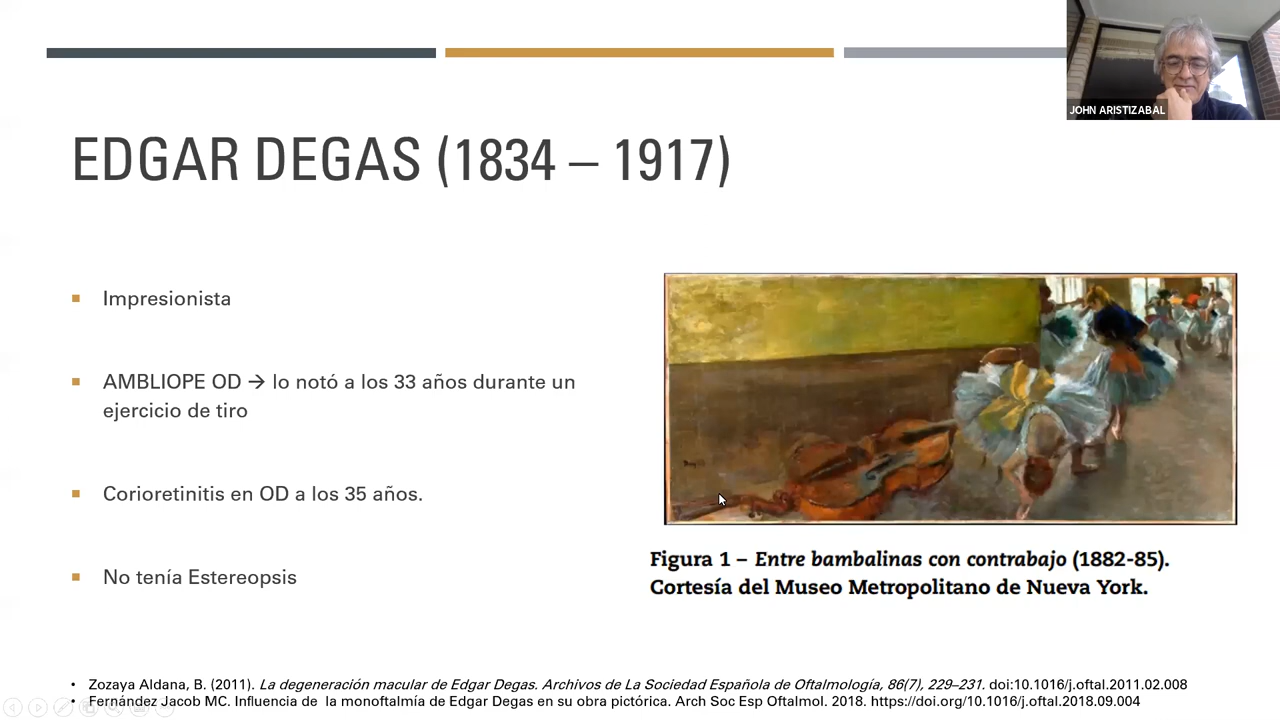 JOHN ARISTIZABAL
EDGAR DEGAS (1834 – 1917)
▪ Impresionista
▪ AMBLIOPE OD → lo notó a los 33 años durante un
ejercicio de tiro
▪ Corioretinitis en OD a los 35 años.
▪ No tenía Estereopsis
Figura 1 – Entre bambalinas con contrabajo (1882-85).
Cortesía del Museo Metropolitano de Nueva York.
• Zozaya Aldana, B. (2011). La degeneración macular de Edgar Degas. Archivos de La Sociedad Española de Oftalmología, 86(7), 229–231. doi:10.1016/j.oftal.2011.02.008
• Fernández Jacob MC. Influencia de la monoftalmía de Edgar Degas en su obra pictórica. Arch Soc Esp Oftalmol. 2018. https://doi.org/10.1016/j.oftal.2018.09.004